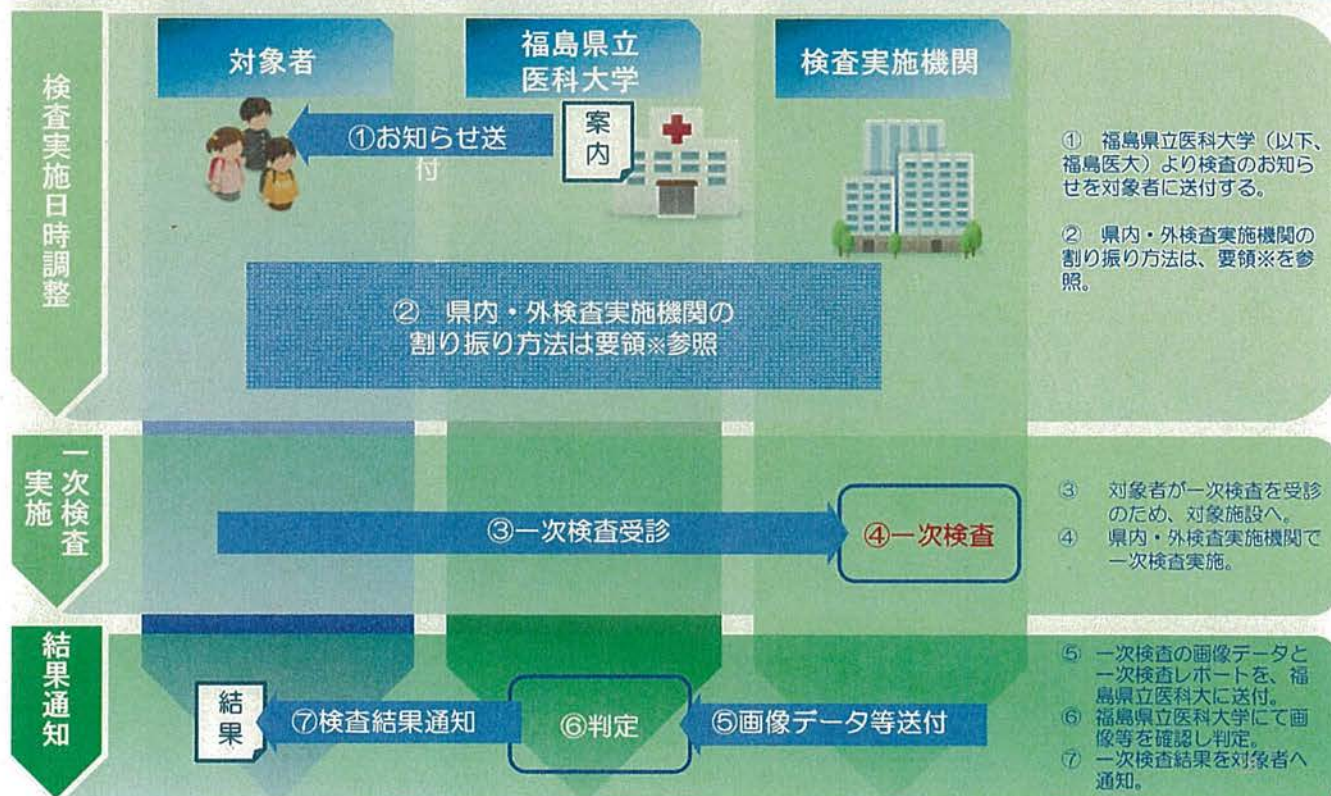 対象者
福島県立
医科大学
検査実施機関
検査実施日時調整
①お知らせ送
付
案内
① 福島県立医科大学（以下、
福島医大）より検査のお知ら
せを対象者に送付する。
② 県内・外検査実施機関の
割り振り方法は、要領※を参
照。
② 県内・外検査実施機関の
割り振り方法は要領※参照
一次検査
実施
③一次検査受診
④一次検査
③ 対象者が一次検査を受診
のため、対象施設へ。
④ 県内・外検査実施機関で
一次検査実施。
結果通知
結果
⑦検査結果通知
⑥判定
⑤画像データ等送付
⑤ 一次検査の画像データと
一次検査レポートを、福
島県立医科大に送付。
⑥ 福島県立医科大学にて画
像等を確認し判定。
⑦ 一次検査結果を対象者へ
通知。